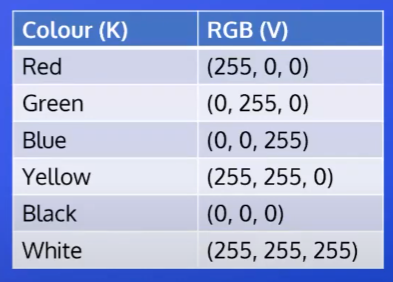 Colour (K) RGB (V)
Red (255, 0, 0)
Green (0, 255, 0)
Blue (0, 0, 255)
Yellow (255, 255, 0)
Black (0, 0, 0)
White (255, 255, 255)